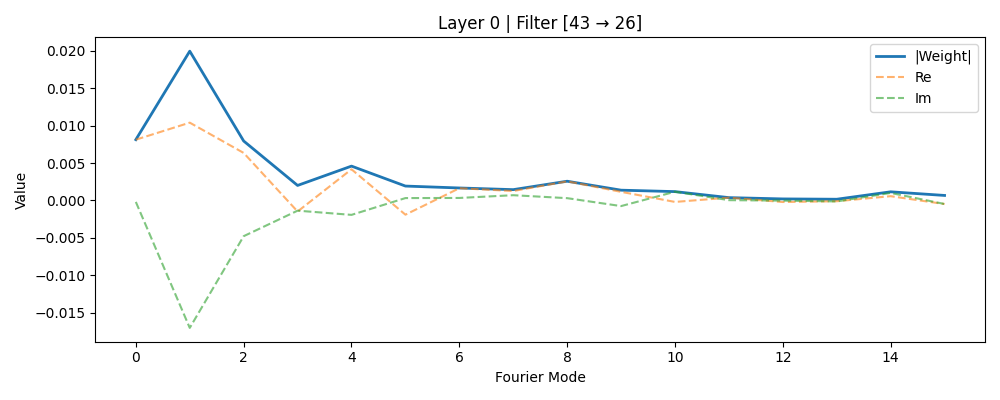 Layer 0 | Filter [43 → 26]
|Weight|
Re
Im
Value
0.020
0.015
0.010
0.005
0.000
−0.005
−0.010
−0.015
0 2 4 6 8 10 12 14
Fourier Mode